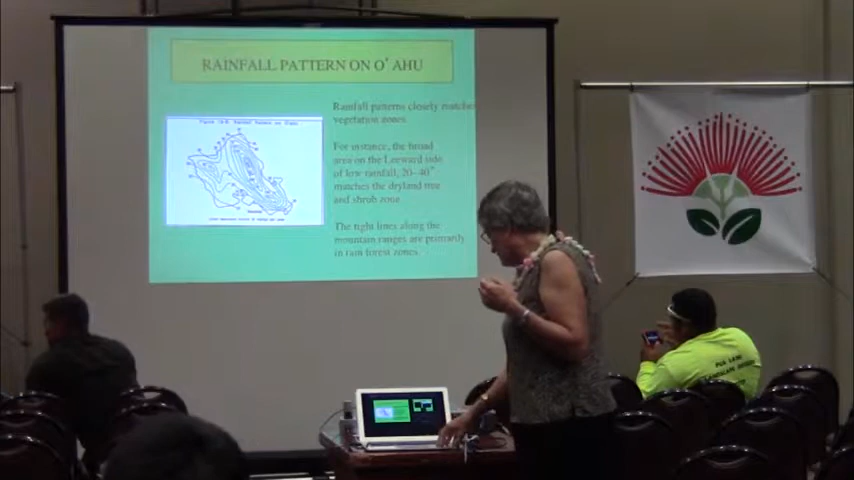 RAINFALL PATTERN ON O'AHU
Rainfall patterns closely matches
vegetation zones.
For instance, the broad
area on the Leeward side
of low rainfall, 20-40"
matches the dryland tree
and shrub zone.
The tight lines along the
mountain ranges are primarily
in rain forest zones.